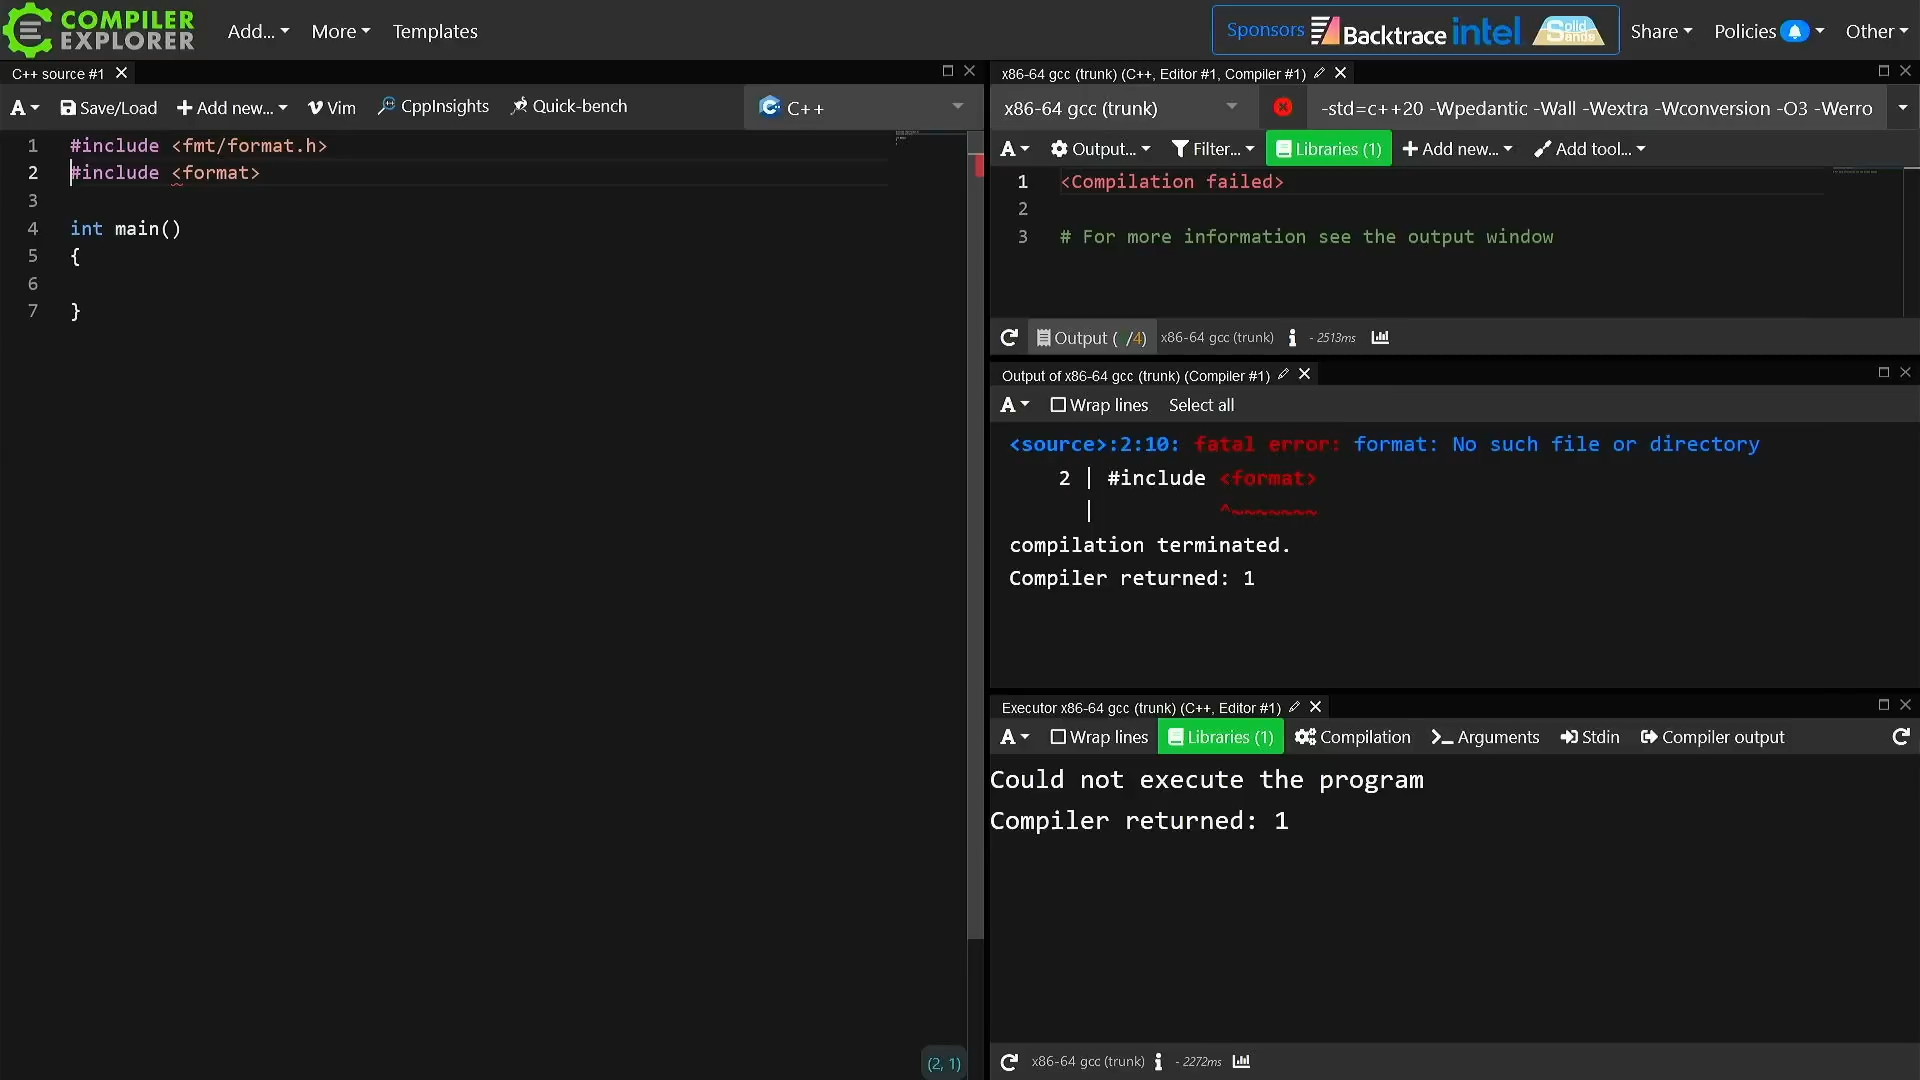 COMPILER
EXPLORER
Add...
More
Templates
Sponsors
Backtrace
intel
Solid
Sands
Share
Policies
Other
C++ source #1
A
Save/Load
Add new...
Vim
CppInsights
Quick-bench
C++
1 #include <fmt/format.h>
2 #include <format>
3
4 int main()
5 {
6
7 }
(2, 1)
x86-64 gcc (trunk) (C++, Editor #1, Compiler #1)
x86-64 gcc (trunk)
-std=c++20 -Wpedantic -Wall -Wextra -Wconversion -O3 -Werro
A
Output...
Filter...
Libraries (1)
Add new...
Add tool...
1 <Compilation failed>
2
3 # For more information see the output window
Output ( /4)
x86-64 gcc (trunk)
- 2513ms
Output of x86-64 gcc (trunk) (Compiler #1)
A
Wrap lines
Select all
<source>:2:10: fatal error: format: No such file or directory
2 | #include <format>
| ^~~~~~~~
compilation terminated.
Compiler returned: 1
Executor x86-64 gcc (trunk) (C++, Editor #1)
A
Wrap lines
Libraries (1)
Compilation
Arguments
Stdin
Compiler output
Could not execute the program
Compiler returned: 1
x86-64 gcc (trunk)
- 2272ms